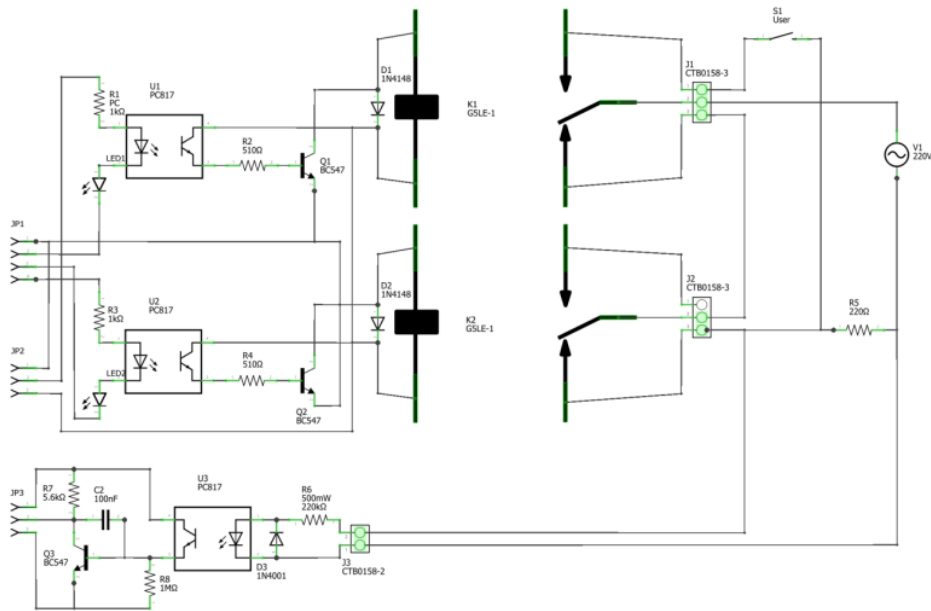 S1
User
J1
CTB0158-3
D1
1N4148
U1
PC817
R1
PC
1kΩ
K1
G5LE-1
R2
510Ω
V1
220V
LED1
Q1
BC547
JP1
J2
CTB0158-3
D2
1N4148
U2
PC817
R3
1kΩ
R5
220Ω
K2
G5LE-1
JP2
R4
510Ω
LED2
Q2
BC547
U3
PC817
R6
500mW
220kΩ
JP3
R7
5.6kΩ
C2
100nF
Q3
BC547
D3
1N4001
J3
CTB0158-2
R8
1MΩ